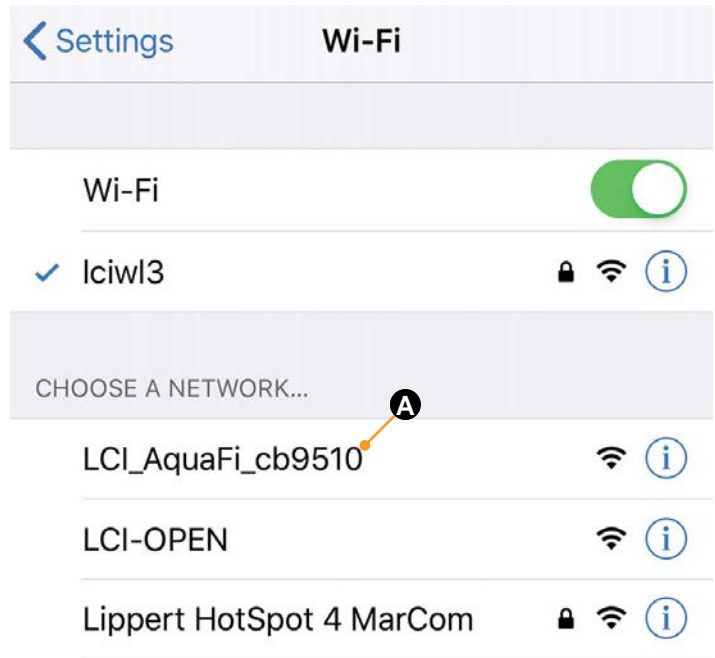 Settings Wi-Fi
Wi-Fi
lciwl3
CHOOSE A NETWORK...
A
LCI_AquaFi_cb9510
LCI-OPEN
Lippert HotSpot 4 MarCom